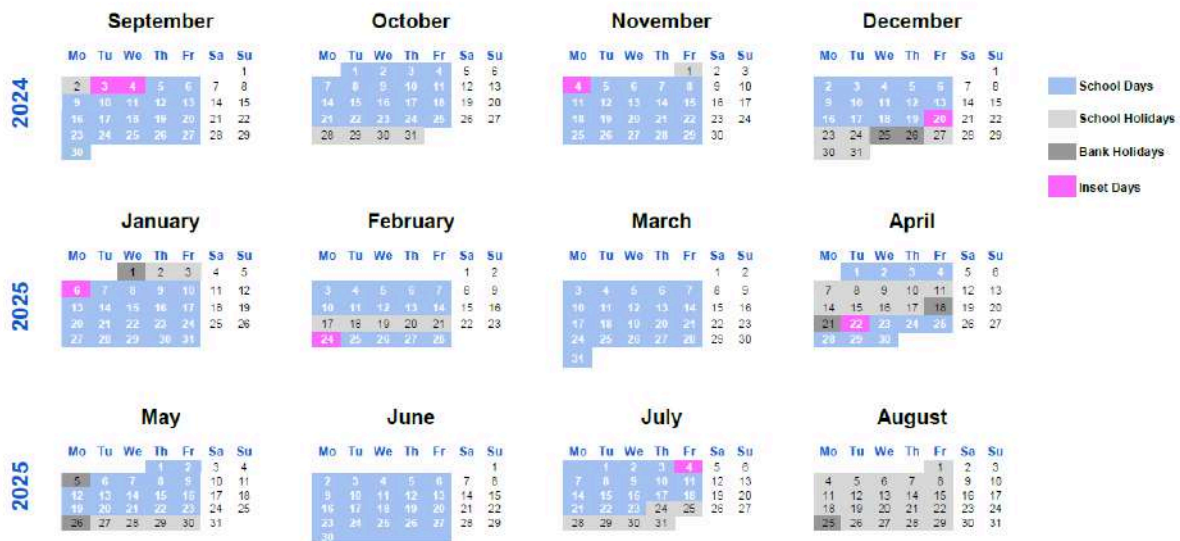 September October November December
Mo Tu We Th Fr Sa Su Mo Tu We Th Fr Sa Su Mo Tu We Th Fr Sa Su Mo Tu We Th Fr Sa Su
1 1 2 3 4 5 6 1 2 3 1
2 3 4 5 6 7 8 7 8 9 10 11 12 13 4 5 6 7 8 9 10 2 3 4 5 6 7 8
9 10 11 12 13 14 15 14 15 16 17 18 19 20 11 12 13 14 15 16 17 9 10 11 12 13 14 15
16 17 18 19 20 21 22 21 22 23 24 25 26 27 18 19 20 21 22 23 24 16 17 18 19 20 21 22
23 24 25 26 27 28 29 28 29 30 31 25 26 27 28 29 30 23 24 25 26 27 28 29
30 30 31
2024
School Days
School Holidays
Bank Holidays
Inset Days
January February March April
Mo Tu We Th Fr Sa Su Mo Tu We Th Fr Sa Su Mo Tu We Th Fr Sa Su Mo Tu We Th Fr Sa Su
1 2 3 4 5 1 2 1 2 1 2 3 4 5 6
6 7 8 9 10 11 12 3 4 5 6 7 8 9 3 4 5 6 7 8 9 7 8 9 10 11 12 13
13 14 15 16 17 18 19 10 11 12 13 14 15 16 10 11 12 13 14 15 16 14 15 16 17 18 19 20
20 21 22 23 24 25 26 17 18 19 20 21 22 23 17 18 19 20 21 22 23 21 22 23 24 25 26 27
27 28 29 30 31 24 25 26 27 28 24 25 26 27 28 29 30 28 29 30
31
2025
May June July August
Mo Tu We Th Fr Sa Su Mo Tu We Th Fr Sa Su Mo Tu We Th Fr Sa Su Mo Tu We Th Fr Sa Su
1 2 3 4 1 1 2 3 4 5 6 1 2 3
5 6 7 8 9 10 11 2 3 4 5 6 7 8 7 8 9 10 11 12 13 4 5 6 7 8 9 10
12 13 14 15 16 17 18 9 10 11 12 13 14 15 14 15 16 17 18 19 20 11 12 13 14 15 16 17
19 20 21 22 23 24 25 16 17 18 19 20 21 22 21 22 23 24 25 26 27 18 19 20 21 22 23 24
26 27 28 29 30 31 23 24 25 26 27 28 29 28 29 30 31 25 26 27 28 29 30 31
30
2025